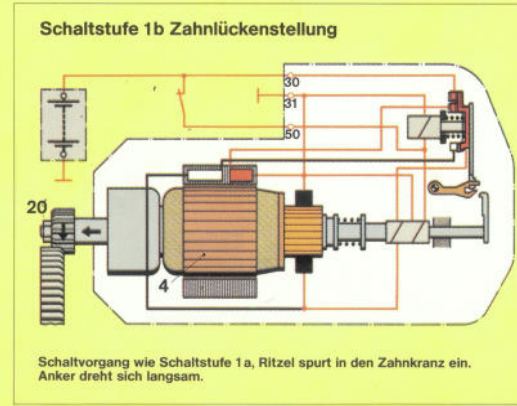 Schaltstufe 1b Zahnlückenstellung
30
31
50
20
4
Schaltvorgang wie Schaltstufe 1a, Ritzel spurt in den Zahnkranz ein.
Anker dreht sich langsam.